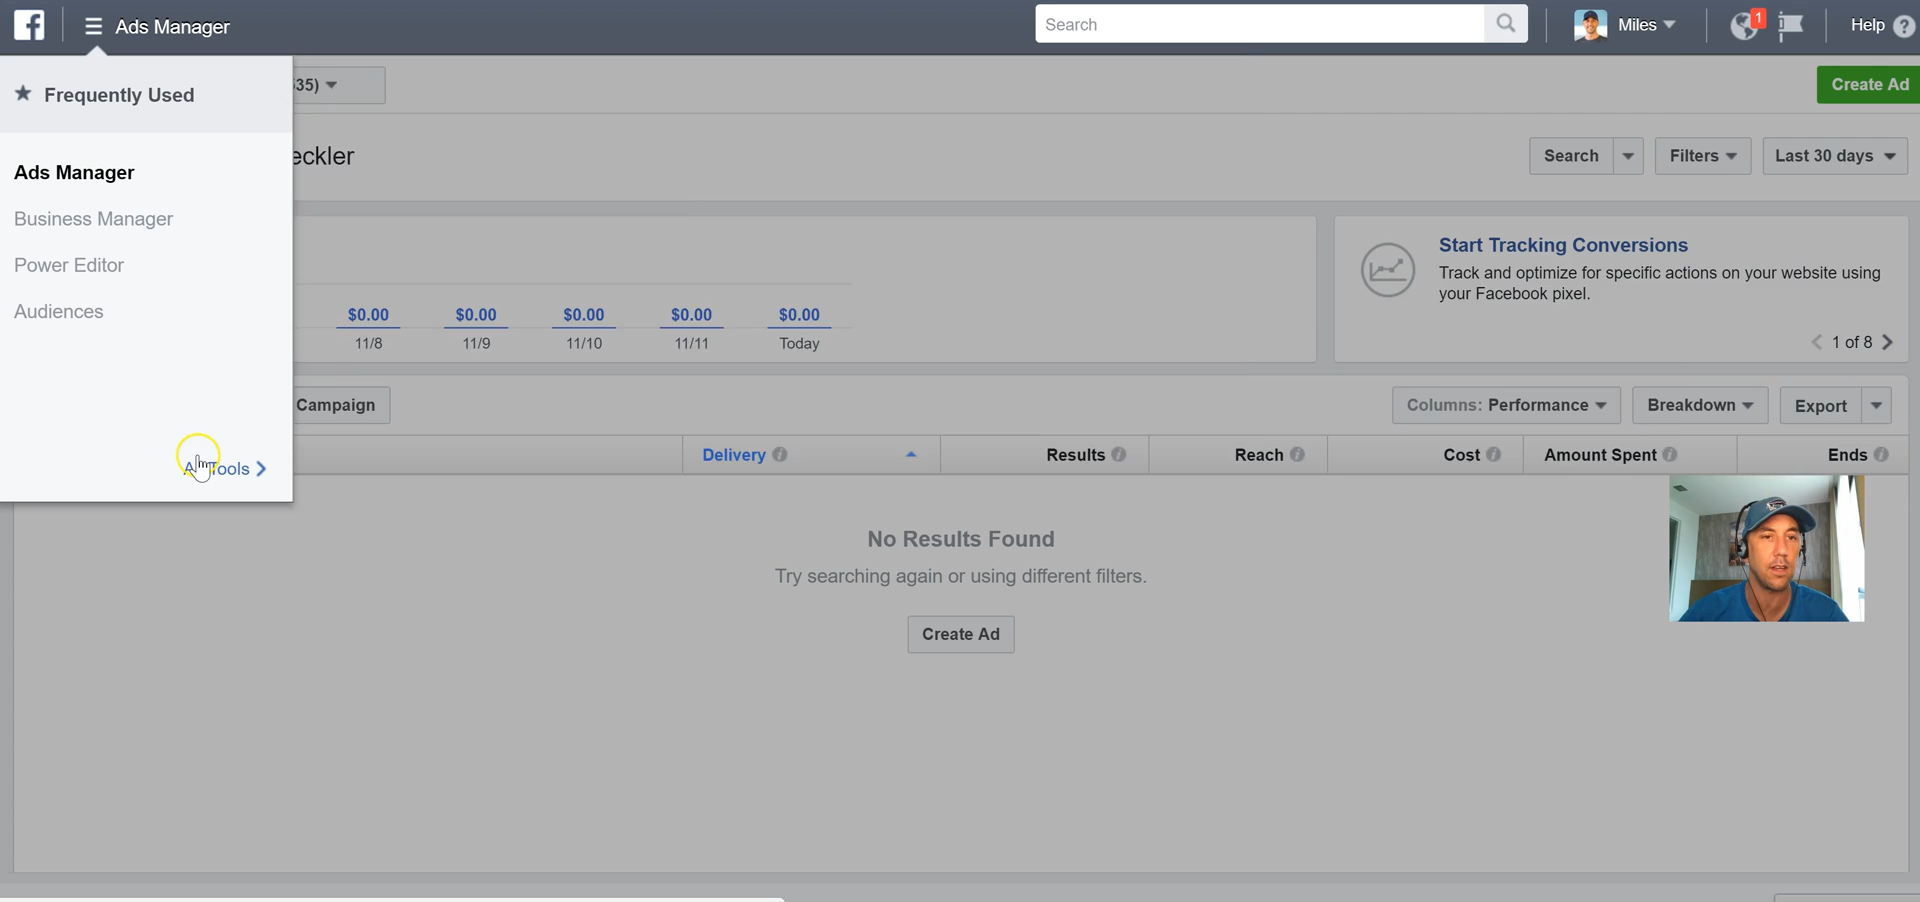 Ads Manager
Search
Miles
1
Help ?
Frequently Used
35)
Create Ad
Ads Manager
eckler
Search
Filters
Last 30 days
Business Manager
Power Editor
Audiences
Start Tracking Conversions
Track and optimize for specific actions on your website using
your Facebook pixel.
$0.00 $0.00 $0.00 $0.00 $0.00
11/8 11/9 11/10 11/11 Today
1 of 8
Campaign
Columns: Performance
Breakdown
Export
Tools
Delivery
Results
Reach
Cost
Amount Spent
Ends
No Results Found
Try searching again or using different filters.
Create Ad